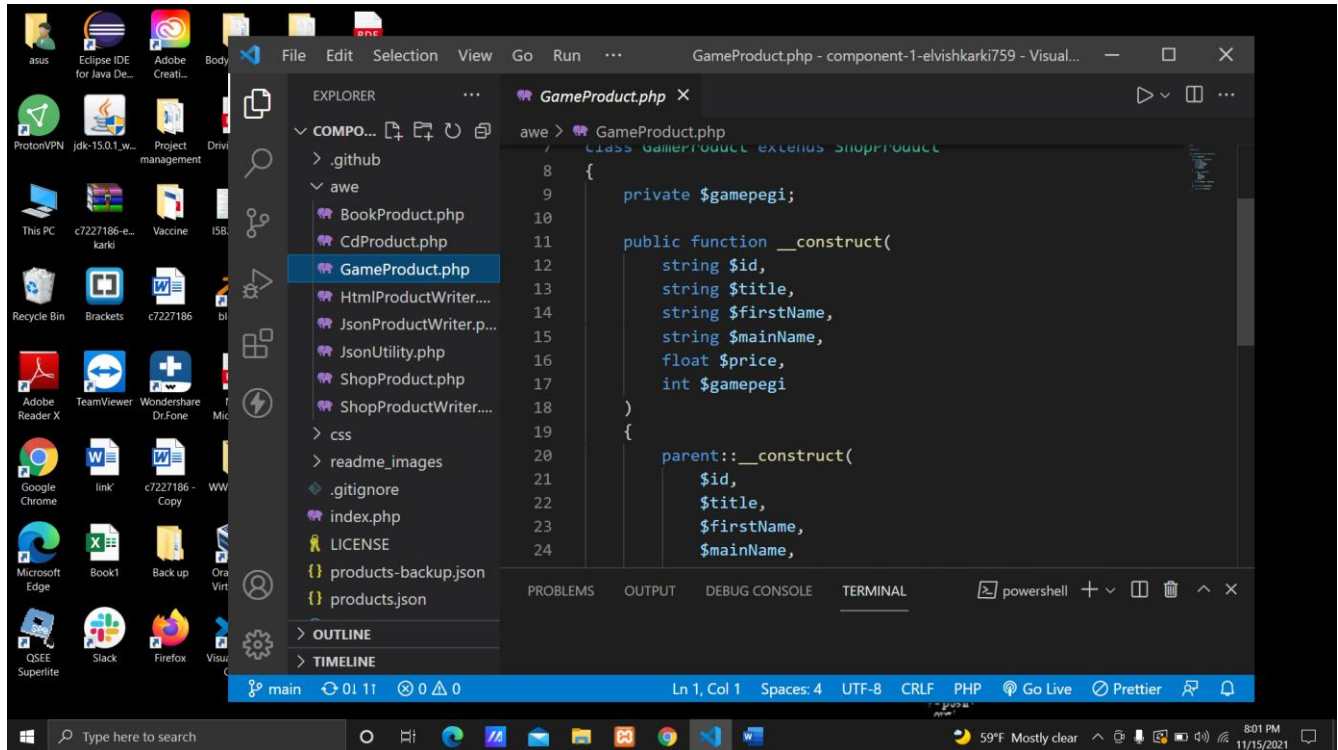 PDF
asus
Eclipse IDE
for Java De...
Adobe
Creati...
Body
ProtonVPN
jdk-15.0.1_w...
Project
management
This PC
c7227186-e...
karki
Vaccine
Recycle Bin
Brackets
c7227186
Adobe
Reader X
TeamViewer
Wondershare
Dr.Fone
Google
Chrome
link'
c7227186 -
Copy
Microsoft
Edge
Book1
Back up
QSEE
Superlite
Slack
Firefox
File Edit Selection View Go Run ···
GameProduct.php - component-1-elvishkarki759 - Visual...
EXPLORER
COMPO...
> .github
awe
BookProduct.php
CdProduct.php
GameProduct.php
HtmlProductWriter....
JsonProductWriter.p...
JsonUtility.php
ShopProduct.php
ShopProductWriter....
> css
> readme_images
.gitignore
index.php
LICENSE
{} products-backup.json
{} products.json
> OUTLINE
> TIMELINE
GameProduct.php
awe > GameProduct.php
7 class GameProduct extends ShopProduct
8 {
9 private $gamepegi;
10
11 public function __construct(
12 string $id,
13 string $title,
14 string $firstName,
15 string $mainName,
16 float $price,
17 int $gamepegi
18 )
19 {
20 parent::__construct(
21 $id,
22 $title,
23 $firstName,
24 $mainName,
PROBLEMS OUTPUT DEBUG CONSOLE TERMINAL
powershell
main 0↓ 1↑ 0 0
Ln 1, Col 1 Spaces: 4 UTF-8 CRLF PHP Go Live Prettier
Type here to search
59°F Mostly clear
8:01 PM
11/15/2021